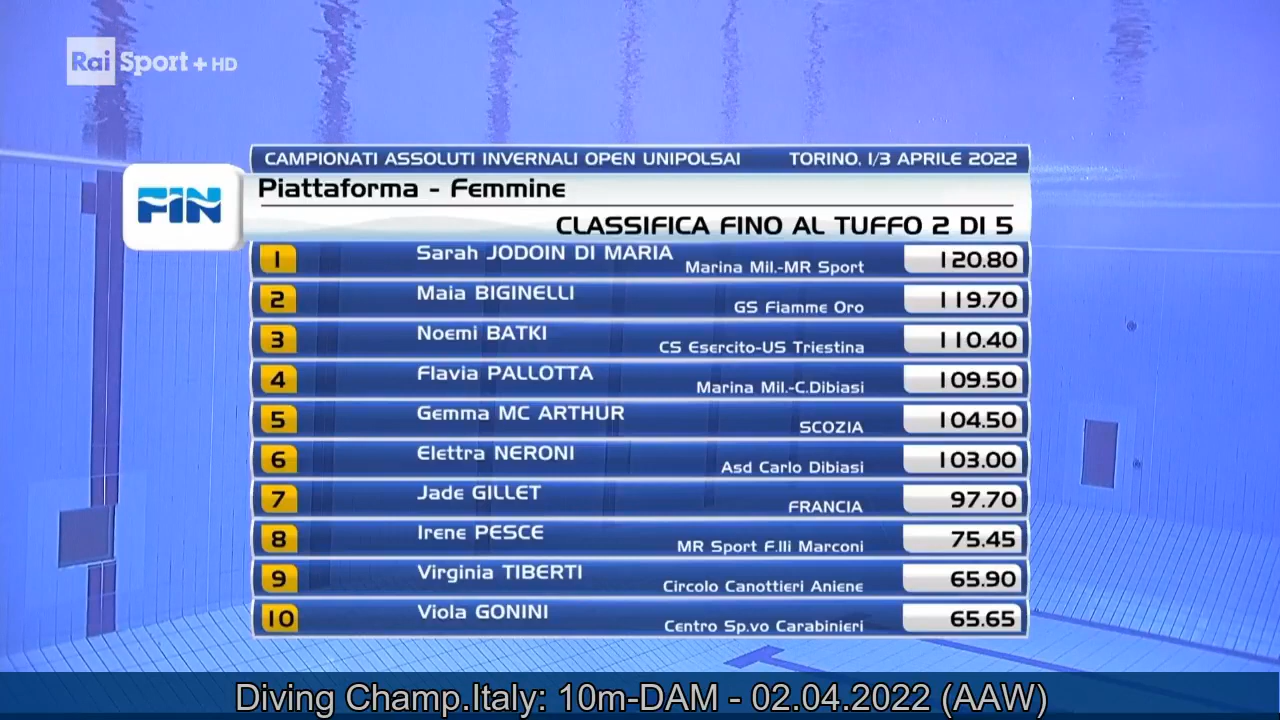 Rai Sport + HD
CAMPIONATI ASSOLUTI INVERNALI OPEN UNIPOLSAI TORINO, 1/3 APRILE 2022
FIN
Piattaforma - Femmine
CLASSIFICA FINO AL TUFFO 2 DI 5
1 Sarah JODOIN DI MARIA Marina Mil.-MR Sport 120.80
2 Maia BIGINELLI GS Fiamme Oro 119.70
3 Noemi BATKI CS Esercito-US Triestina 110.40
4 Flavia PALLOTTA Marina Mil.-C.Dibiasi 109.50
5 Gemma MC ARTHUR SCOZIA 104.50
6 Elettra NERONI Asd Carlo Dibiasi 103.00
7 Jade GILLET FRANCIA 97.70
8 Irene PESCE MR Sport F.lli Marconi 75.45
9 Virginia TIBERTI Circolo Canottieri Aniene 65.90
10 Viola GONINI Centro Sp.vo Carabinieri 65.65
Diving Champ.Italy: 10m-DAM - 02.04.2022 (AAW)